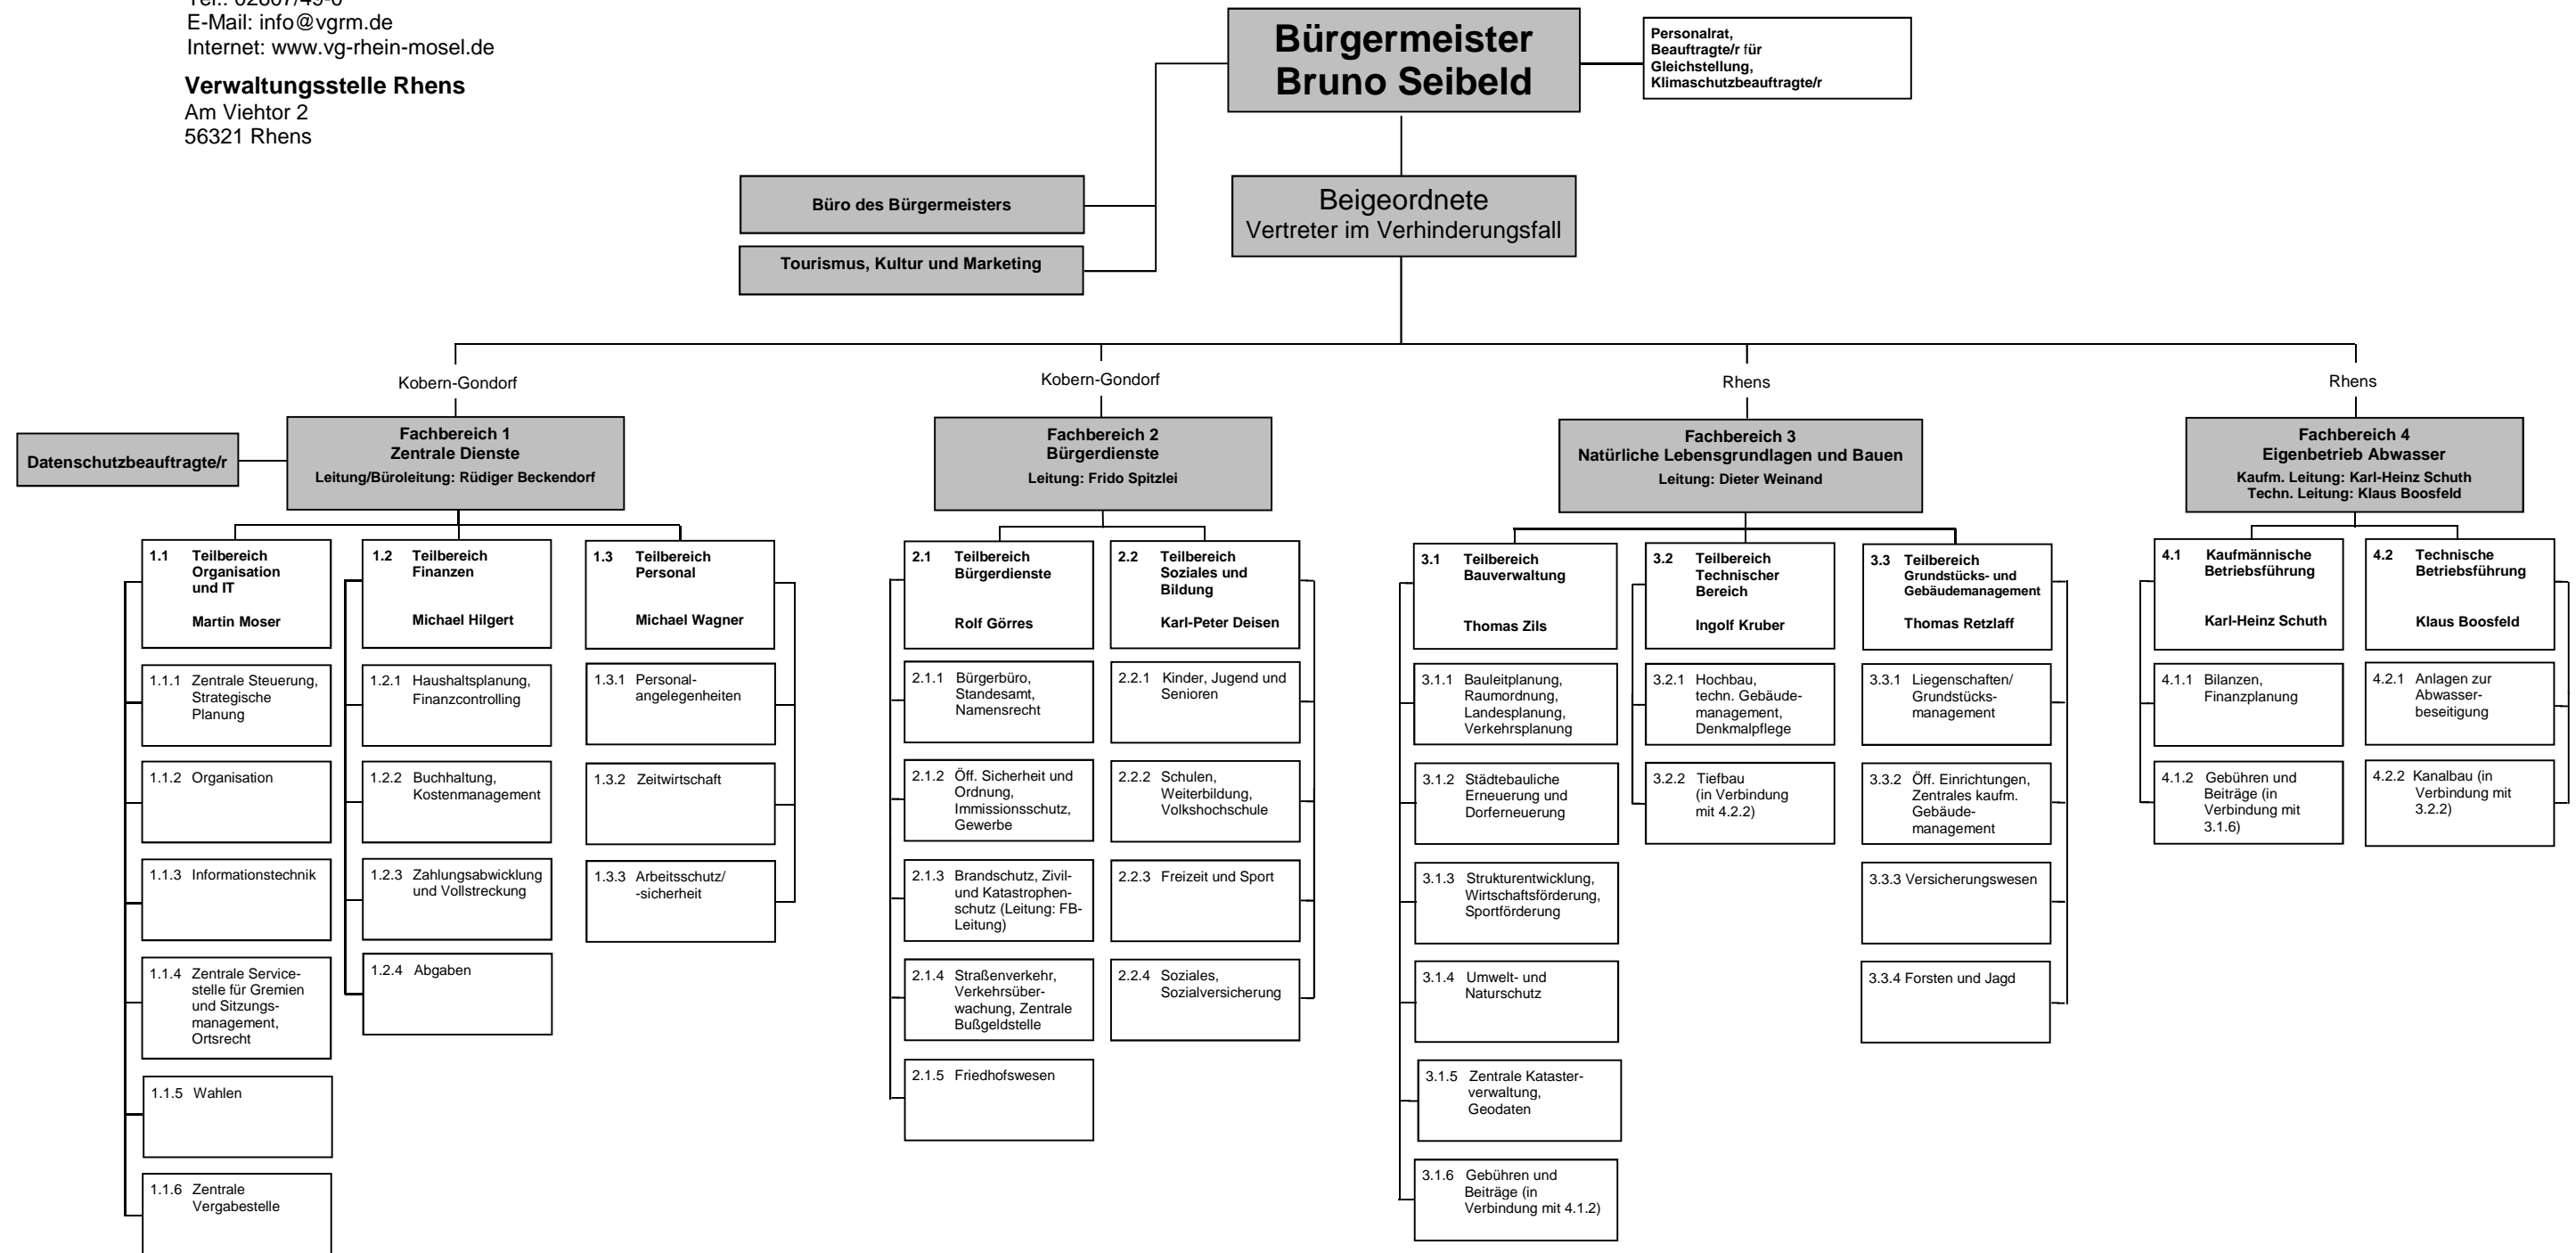 Tel.: 02607/49-0
E-Mail: info@vgrm.de
Internet: www.vg-rhein-mosel.de
Verwaltungsstelle Rhens
Am Viehtor 2
56321 Rhens
Bürgermeister
Bruno Seibeld
Personalrat,
Beauftragte/r für
Gleichstellung,
Klimaschutzbeauftragte/r
Büro des Bürgermeisters
Tourismus, Kultur und Marketing
Beigeordnete
Vertreter im Verhinderungsfall
Kobern-Gondorf
Kobern-Gondorf
Rhens
Rhens
Datenschutzbeauftragte/r
Fachbereich 1
Zentrale Dienste
Leitung/Büroleitung: Rüdiger Beckendorf
Fachbereich 2
Bürgerdienste
Leitung: Frido Spitzlei
Fachbereich 3
Natürliche Lebensgrundlagen und Bauen
Leitung: Dieter Weinand
Fachbereich 4
Eigenbetrieb Abwasser
Kaufm. Leitung: Karl-Heinz Schuth
Techn. Leitung: Klaus Boosfeld
1.1 Teilbereich
Organisation
und IT
Martin Moser
1.1.1 Zentrale Steuerung,
Strategische
Planung
1.1.2 Organisation
1.1.3 Informationstechnik
1.1.4 Zentrale Service-
stelle für Gremien
und Sitzungs-
management,
Ortsrecht
1.1.5 Wahlen
1.1.6 Zentrale
Vergabestelle
1.2 Teilbereich
Finanzen
Michael Hilgert
1.2.1 Haushaltsplanung,
Finanzcontrolling
1.2.2 Buchhaltung,
Kostenmanagement
1.2.3 Zahlungsabwicklung
und Vollstreckung
1.2.4 Abgaben
1.3 Teilbereich
Personal
Michael Wagner
1.3.1 Personal-
angelegenheiten
1.3.2 Zeitwirtschaft
1.3.3 Arbeitsschutz/
-sicherheit
2.1 Teilbereich
Bürgerdienste
Rolf Görres
2.1.1 Bürgerbüro,
Standesamt,
Namensrecht
2.1.2 Öff. Sicherheit und
Ordnung,
Immissionsschutz,
Gewerbe
2.1.3 Brandschutz, Zivil-
und Katastrophen-
schutz (Leitung: FB-
Leitung)
2.1.4 Straßenverkehr,
Verkehrsüber-
wachung, Zentrale
Bußgeldstelle
2.1.5 Friedhofswesen
2.2 Teilbereich
Soziales und
Bildung
Karl-Peter Deisen
2.2.1 Kinder, Jugend und
Senioren
2.2.2 Schulen,
Weiterbildung,
Volkshochschule
2.2.3 Freizeit und Sport
2.2.4 Soziales,
Sozialversicherung
3.1 Teilbereich
Bauverwaltung
Thomas Zils
3.1.1 Bauleitplanung,
Raumordnung,
Landesplanung,
Verkehrsplanung
3.1.2 Städtebauliche
Erneuerung und
Dorferneuerung
3.1.3 Strukturentwicklung,
Wirtschaftsförderung,
Sportförderung
3.1.4 Umwelt- und
Naturschutz
3.1.5 Zentrale Kataster-
verwaltung,
Geodaten
3.1.6 Gebühren und
Beiträge (in
Verbindung mit 4.1.2)
3.2 Teilbereich
Technischer
Bereich
Ingolf Kruber
3.2.1 Hochbau,
techn. Gebäude-
management,
Denkmalpflege
3.2.2 Tiefbau
(in Verbindung
mit 4.2.2)
3.3 Teilbereich
Grundstücks- und
Gebäudemanagement
Thomas Retzlaff
3.3.1 Liegenschaften/
Grundstücks-
management
3.3.2 Öff. Einrichtungen,
Zentrales kaufm.
Gebäude-
management
3.3.3 Versicherungswesen
3.3.4 Forsten und Jagd
4.1 Kaufmännische
Betriebsführung
Karl-Heinz Schuth
4.1.1 Bilanzen,
Finanzplanung
4.1.2 Gebühren und
Beiträge (in
Verbindung mit
3.1.6)
4.2 Technische
Betriebsführung
Klaus Boosfeld
4.2.1 Anlagen zur
Abwasser-
beseitigung
4.2.2 Kanalbau (in
Verbindung mit
3.2.2)